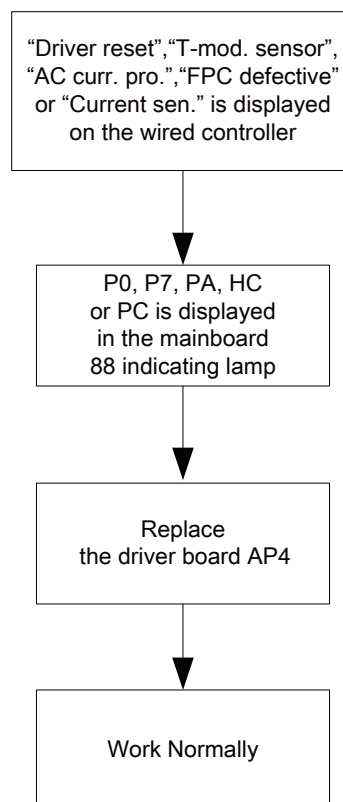 “Driver reset”,“T-mod. sensor”,
“AC curr. pro.”,“FPC defective”
or “Current sen.” is displayed
on the wired controller
P0, P7, PA, HC
or PC is displayed
in the mainboard
88 indicating lamp
Replace
the driver board AP4
Work Normally